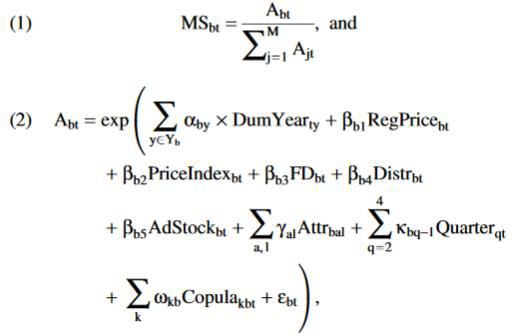 (1) MS_bt = A_bt / ∑_{j=1}^{M} A_jt, and
(2) A_bt = exp( ∑_{y∈Y_b} α_by × DumYear_ty + β_b1 RegPrice_bt
+ β_b2 PriceIndex_bt + β_b3 FD_bt + β_b4 Distr_bt
+ β_b5 AdStock_bt + ∑_{a,l} γ_al Attr_bal + ∑_{q=2}^{4} κ_bq−1 Quarter_qt
+ ∑_k ω_kb Copula_kbt + ε_bt ),